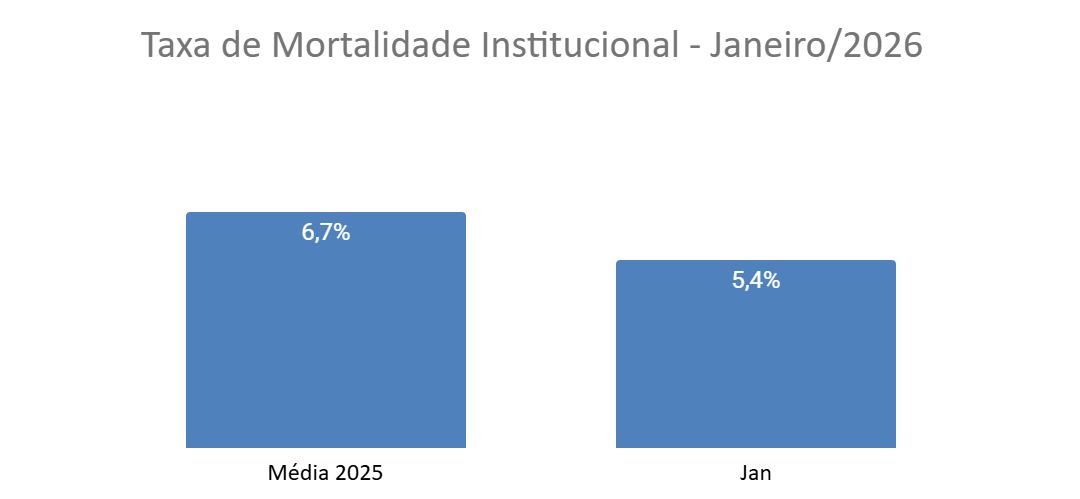 Taxa de Mortalidade Institucional - Janeiro/2026
6,7%
5,4%
Média 2025
Jan